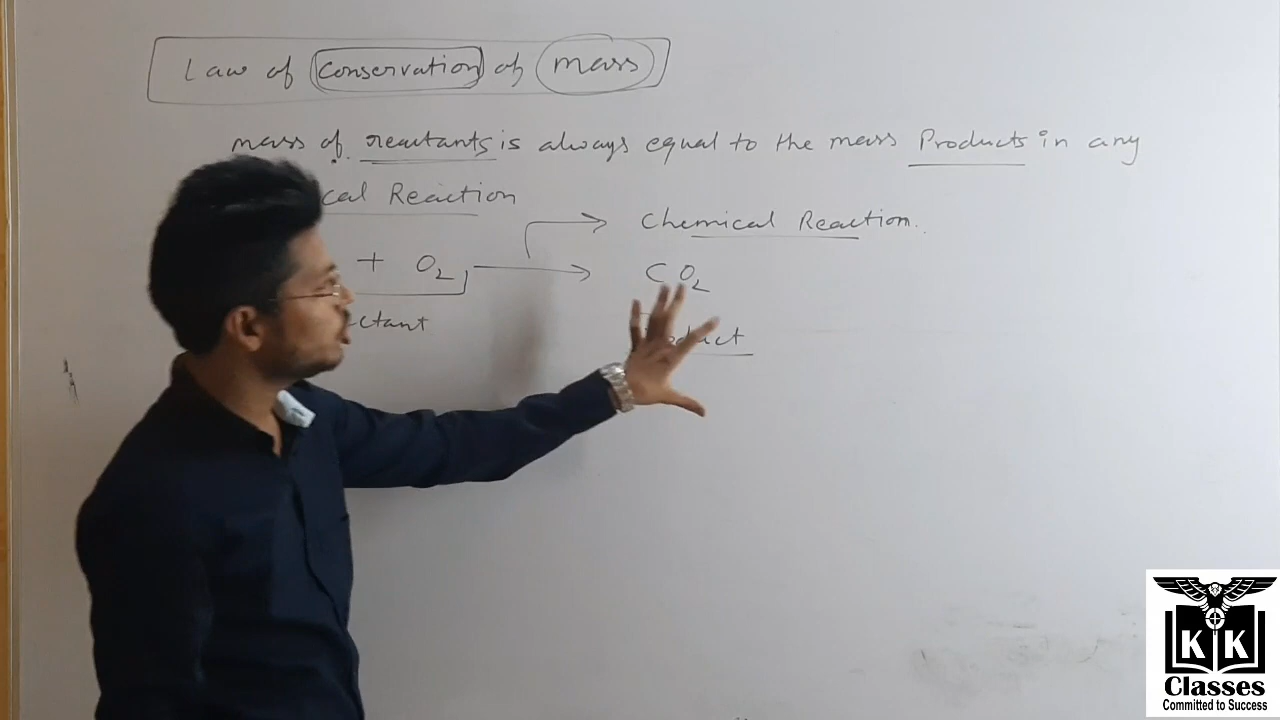 Law of conservation of mass
mass of reactants is always equal to the mass Products in any
cal Reaction
Chemical Reaction.
+ O2 → CO2
ctant
duct
K K
Classes
Committed to Success